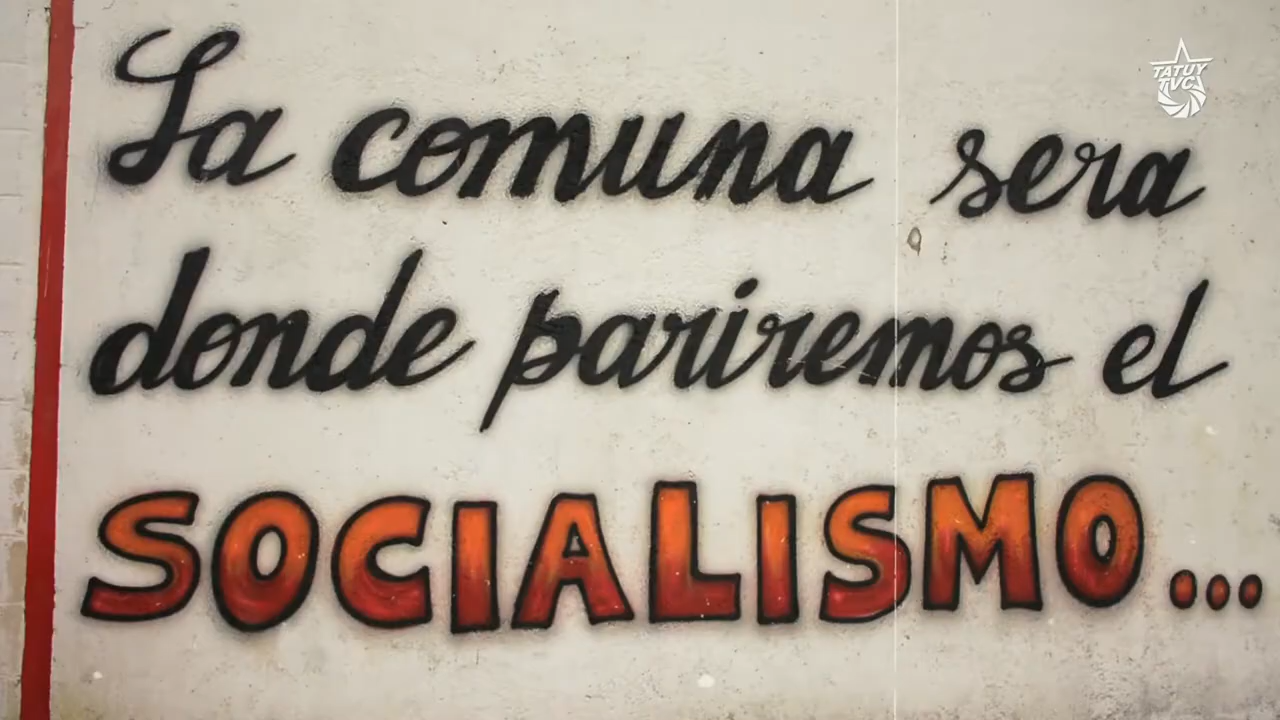 La comuna sera
donde pariremos el
SOCIALISMO...
TATUY
TVC